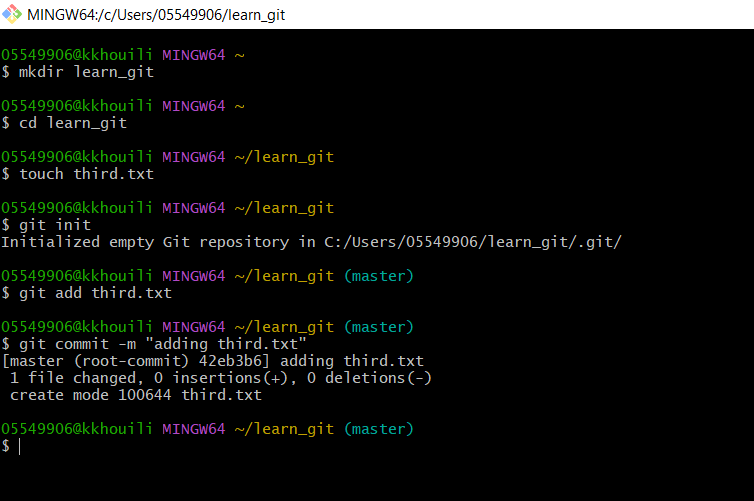 MINGW64:/c/Users/05549906/learn_git
05549906@kkhouili MINGW64 ~
$ mkdir learn_git
05549906@kkhouili MINGW64 ~
$ cd learn_git
05549906@kkhouili MINGW64 ~/learn_git
$ touch third.txt
05549906@kkhouili MINGW64 ~/learn_git
$ git init
Initialized empty Git repository in C:/Users/05549906/learn_git/.git/
05549906@kkhouili MINGW64 ~/learn_git (master)
$ git add third.txt
05549906@kkhouili MINGW64 ~/learn_git (master)
$ git commit -m "adding third.txt"
[master (root-commit) 42eb3b6] adding third.txt
 1 file changed, 0 insertions(+), 0 deletions(-)
 create mode 100644 third.txt
05549906@kkhouili MINGW64 ~/learn_git (master)
$